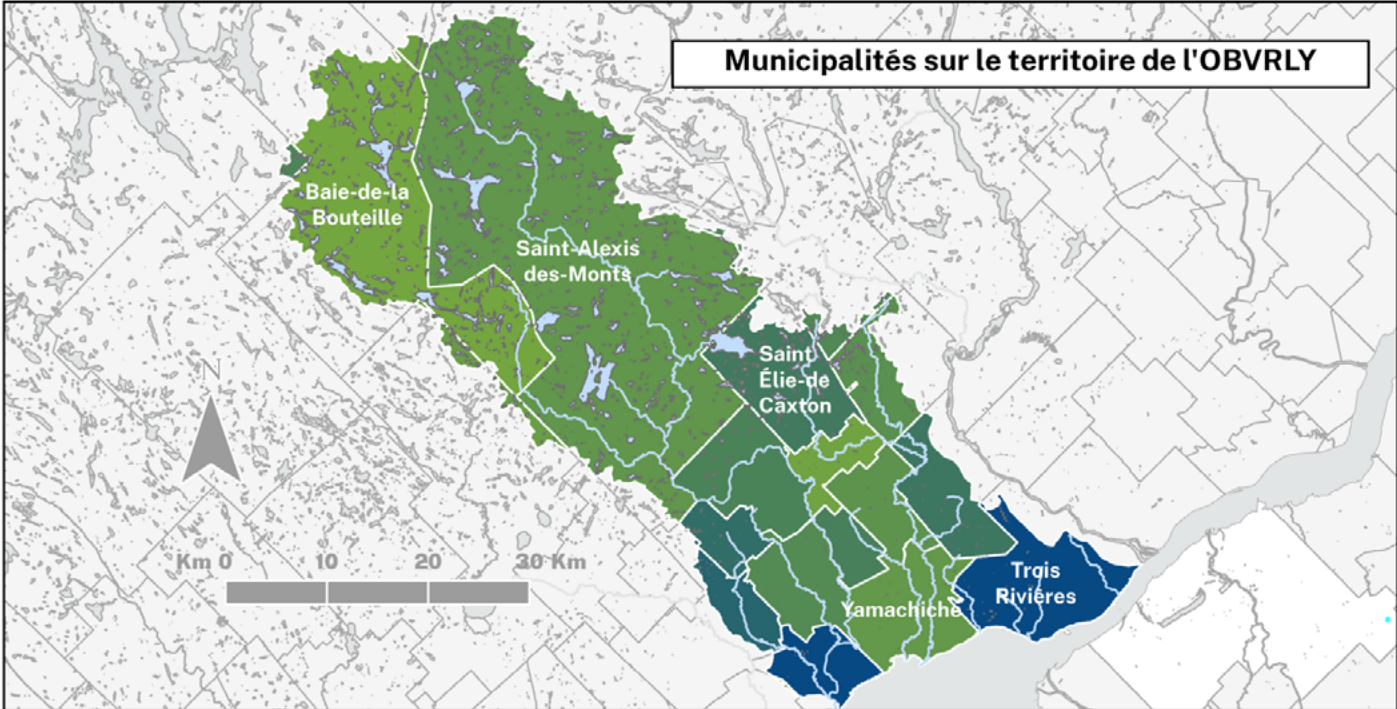 Municipalités sur le territoire de l'OBVRLY
Baie-de-la
Bouteille
Saint-Alexis
des-Monts
Saint
Élie-de
Caxton
N
Km 0 10 20 30 Km
Trois
Rivières
Yamachiche